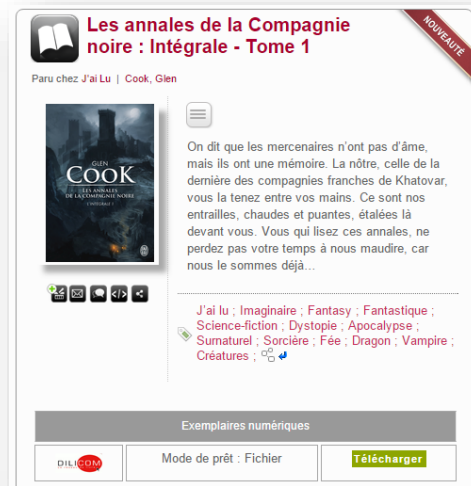 Les annales de la Compagnie
noire : Intégrale - Tome 1
NOUVEAUTÉ
Paru chez J'ai Lu | Cook, Glen
GLEN
COOK
LES ANNALES
DE LA COMPAGNIE NOIRE
L'INTÉGRALE 1
On dit que les mercenaires n'ont pas d'âme,
mais ils ont une mémoire. La nôtre, celle de la
dernière des compagnies franches de Khatovar,
vous la tenez entre vos mains. Ce sont nos
entrailles, chaudes et puantes, étalées là
devant vous. Vous qui lisez ces annales, ne
perdez pas votre temps à nous maudire, car
nous le sommes déjà...
J'ai lu ; Imaginaire ; Fantasy ; Fantastique ;
Science-fiction ; Dystopie ; Apocalypse ;
Surnaturel ; Sorcière ; Fée ; Dragon ; Vampire ;
Créatures ;
Exemplaires numériques
DILICOM
Mode de prêt : Fichier
Télécharger